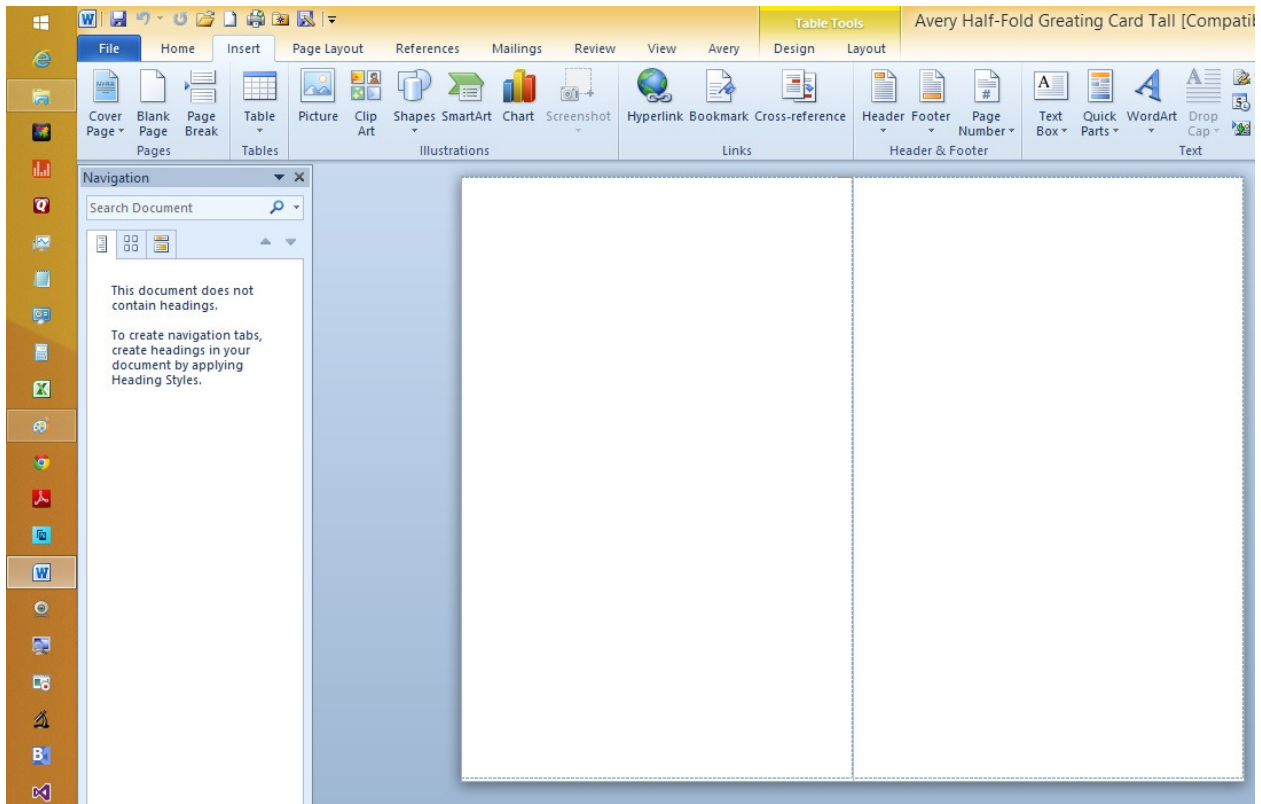 Table Tools
Avery Half-Fold Greating Card Tall [Compatib
File Home Insert Page Layout References Mailings Review View Avery Design Layout
Cover Page Blank Page Page Break Table Picture Clip Art Shapes SmartArt Chart Screenshot Hyperlink Bookmark Cross-reference Header Footer Page Number Text Box Quick Parts WordArt Drop Cap
Pages Tables Illustrations Links Header & Footer Text
Navigation
Search Document
This document does not
contain headings.
To create navigation tabs,
create headings in your
document by applying
Heading Styles.